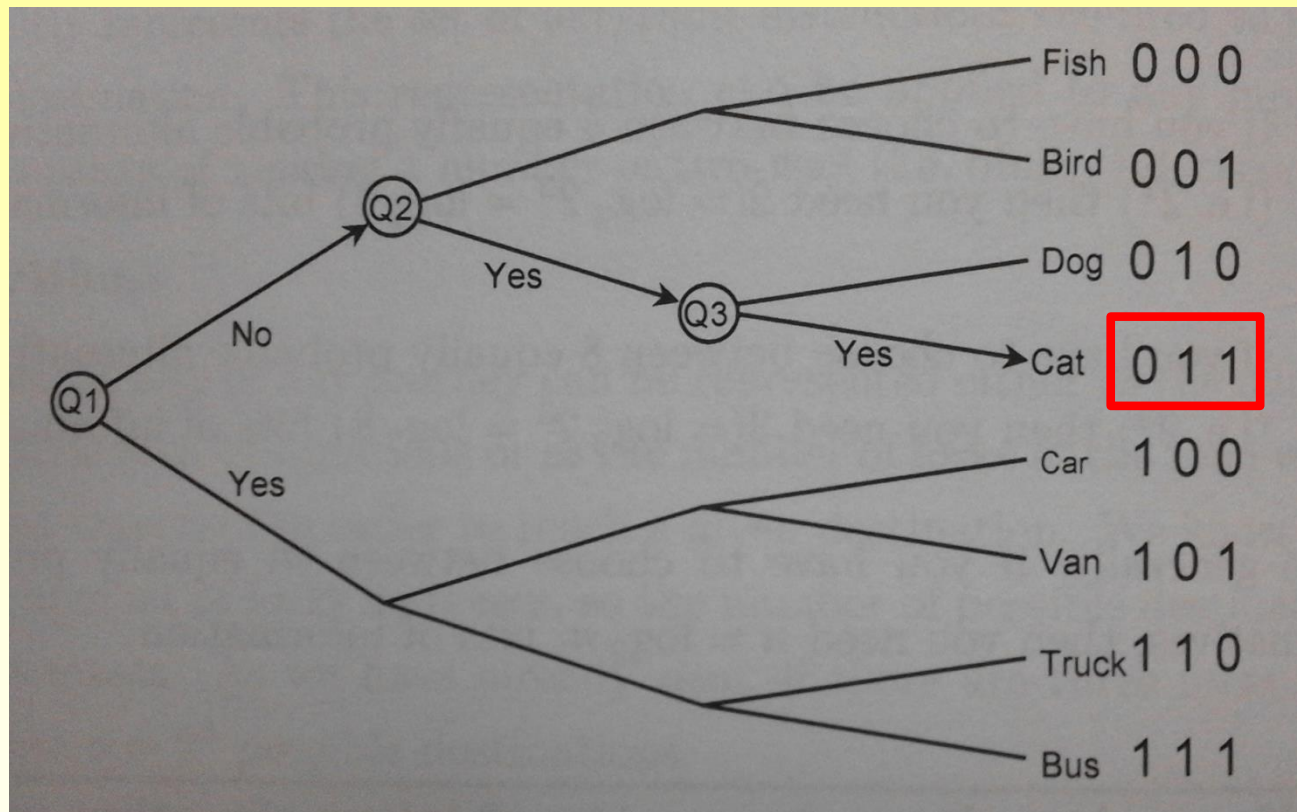 Fish 0 0 0
Bird 0 0 1
Q2
Yes
Dog 0 1 0
Q3
No
Yes
Cat 0 1 1
Q1
Yes
Car 1 0 0
Van 1 0 1
Truck 1 1 0
Bus 1 1 1